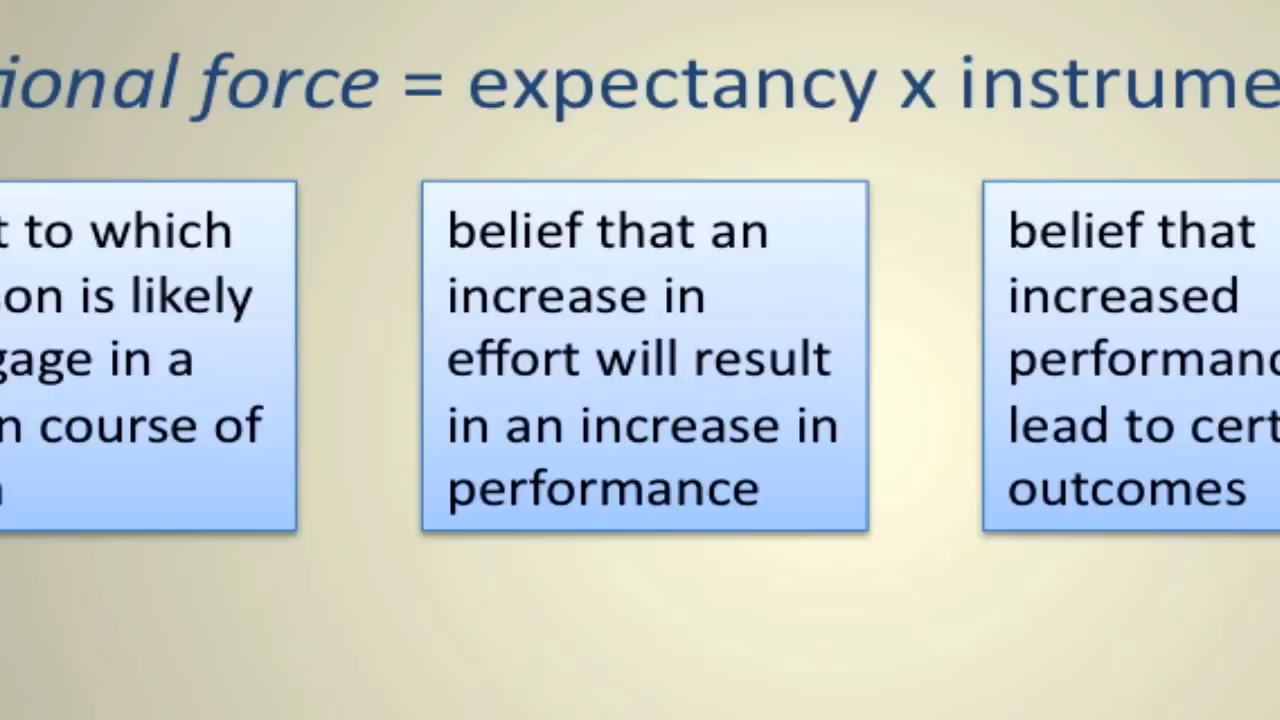 ional force = expectancy x instrume
t to which
on is likely
gage in a
n course of
belief that an
increase in
effort will result
in an increase in
performance
belief that
increased
performanc
lead to cert
outcomes